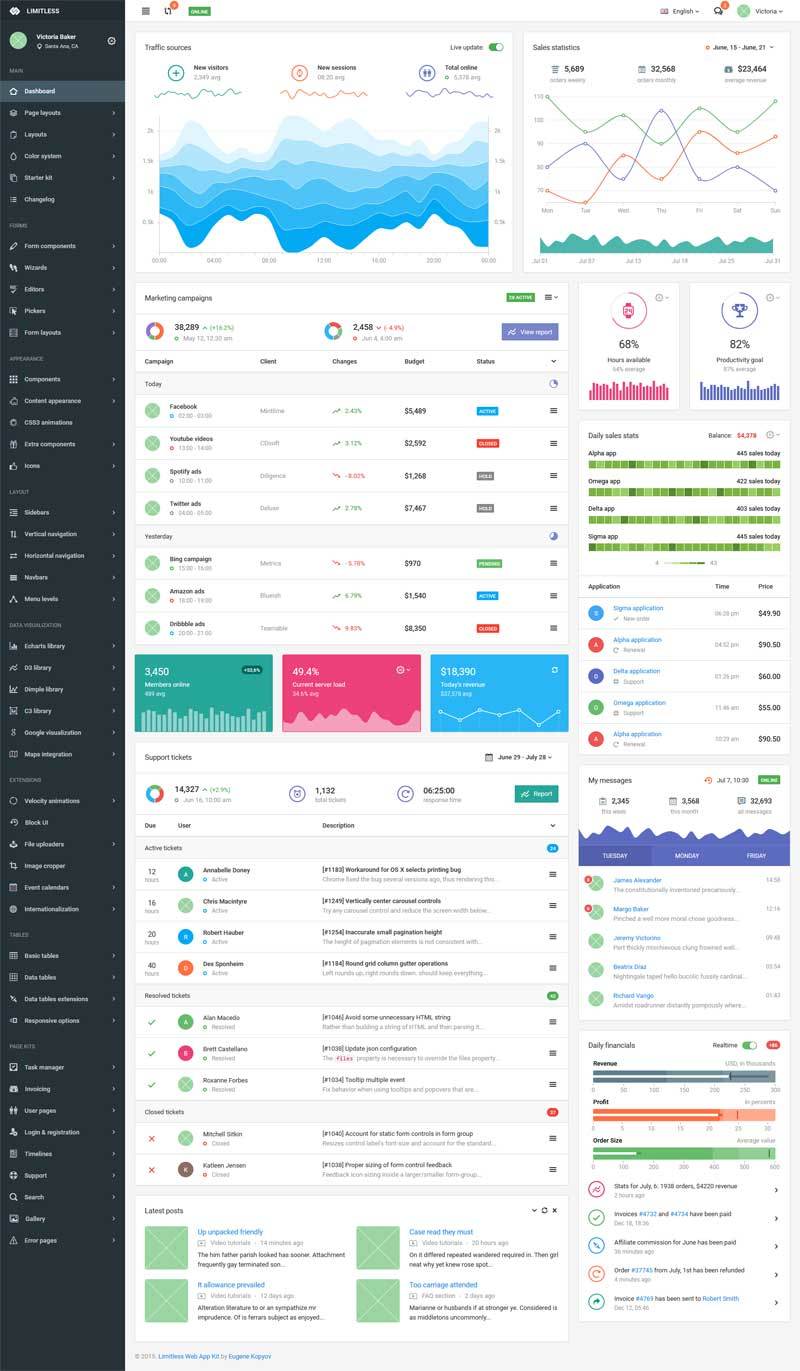 LIMITLESS
9
ONLINE
English
2
Victoria
Victoria Baker
Santa Ana, CA
MAIN
Dashboard
Page layouts
Layouts
Color system
Starter kit
Changelog
FORMS
Form components
Wizards
Editors
Pickers
Form layouts
APPEARANCE
Components
Content appearance
CSS3 animations
Extra components
Icons
LAYOUT
Sidebars
Vertical navigation
Horizontal navigation
Navbars
Menu levels
DATA VISUALIZATION
Echarts library
D3 library
Dimple library
C3 library
Google visualization
Maps integration
EXTENSIONS
Velocity animations
Block UI
File uploaders
Image cropper
Event calendars
Internationalization
TABLES
Basic tables
Data tables
Data tables extensions
Responsive options
PAGE KITS
Task manager
Invoicing
User pages
Login & registration
Timelines
Support
Search
Gallery
Error pages
Traffic sources
Live update:
New visitors
2,349 avg
New sessions
08:20 avg
Total online
5,378 avg
2k 2k
1.5k 1.5k
1k 1k
0.5k 0.5k
00:00 04:00 08:00 12:00 16:00 20:00 00:00
Sales statistics
June, 15 - June, 21
5,689
orders weekly
32,568
orders monthly
$23,464
average revenue
110
100
90
80
70
Mon Tue Wed Thu Fri Sat Sun
Jul 01 Jul 07 Jul 13 Jul 19 Jul 25 Jul 31
Marketing campaigns
28 ACTIVE
38,289 (+16.2%)
May 12, 12:30 am
2,458 (-4.9%)
Jun 4, 4:00 am
View report
Campaign Client Changes Budget Status
Today
Facebook
02:00 - 03:00
Mintlime 2.43% $5,489 ACTIVE
Youtube videos
13:00 - 14:00
CDsoft 3.12% $2,592 CLOSED
Spotify ads
10:00 - 11:00
Diligence -8.02% $1,268 HOLD
Twitter ads
04:00 - 05:00
Deluxe 2.78% $7,467 HOLD
Yesterday
Bing campaign
15:00 - 16:00
Metrics -5.78% $970 PENDING
Amazon ads
18:00 - 19:00
Blueish 6.79% $1,540 ACTIVE
Dribbble ads
20:00 - 21:00
Teamable 9.83% $8,350 CLOSED
3,450
+53,6%
Members online
489 avg
49.4%
Current server load
34.6% avg
$18,390
Today's revenue
$37,578 avg
68%
Hours available
64% average
82%
Productivity goal
87% average
Daily sales stats
Balance: $4,378
Alpha app 445 sales today
Omega app 422 sales today
Delta app 403 sales today
Sigma app 445 sales today
4 43
Application Time Price
S
Sigma application
New order
06:28 pm $49.90
A
Alpha application
Renewal
04:52 pm $90.50
D
Delta application
Support
01:26 pm $60.00
O
Omega application
Support
11:46 am $55.00
A
Alpha application
Renewal
10:29 am $90.50
Support tickets
June 29 - July 28
14,327 (+2.9%)
Jun 16, 10:00 am
1,132
total tickets
06:25:00
response time
Report
Due User Description
Active tickets 24
12
hours
A
Annabelle Doney
Active
[#1183] Workaround for OS X selects printing bug
Chrome fixed the bug several versions ago, thus rendering this...
16
hours
Chris Macintyre
Active
[#1249] Vertically center carousel controls
Try any carousel control and reduce the screen width below...
20
hours
R
Robert Hauber
Active
[#1254] Inaccurate small pagination height
The height of pagination elements is not consistent with...
40
hours
D
Dex Sponheim
Active
[#1184] Round grid column gutter operations
Left rounds up, right rounds down. should keep everything...
Resolved tickets 42
A
Alan Macedo
Resolved
[#1046] Avoid some unnecessary HTML string
Rather than building a string of HTML and then parsing it...
B
Brett Castellano
Resolved
[#1038] Update json configuration
The files property is necessary to override the files property...
Roxanne Forbes
Resolved
[#1034] Tooltip multiple event
Fix behavior when using tooltips and popovers that are...
Closed tickets 37
Mitchell Sitkin
Closed
[#1040] Account for static form controls in form group
Resizes control label's font-size and account for the standard...
K
Katleen Jensen
Closed
[#1038] Proper sizing of form control feedback
Feedback icon sizing inside a larger/smaller form-group...
My messages
Jul 7, 10:30
ONLINE
2,345
this week
3,568
this month
32,693
all messages
TUESDAY MONDAY FRIDAY
James Alexander 14:58
The constitutionally inventoried precariously...
Margo Baker 12:16
Pinched a well more moral chose goodness...
Jeremy Victorino 09:48
Pert thickly mischievous clung frowned well...
Beatrix Diaz 05:54
Nightingale taped hello bucolic fussily cardinal...
Richard Vango 01:43
Amidst roadrunner distantly pompously where...
Daily financials
Realtime +86
Revenue USD, in thousands
0 50 100 150 200 250 300
Profit in percents
0 5 10 15 20 25 30
Order Size Average value
0 100 200 300 400 500 600
Stats for July, 6: 1938 orders, $4220 revenue
2 hours ago
Invoices #4732 and #4734 have been paid
Dec 18, 18:36
Affiliate commission for June has been paid
36 minutes ago
Order #37745 from July, 1st has been refunded
4 minutes ago
Invoice #4769 has been sent to Robert Smith
Dec 12, 05:46
Latest posts
Up unpacked friendly
Video tutorials - 14 minutes ago
The him father parish looked has sooner. Attachment
frequently gay terminated son...
Case read they must
Video tutorials - 20 hours ago
On it differed repeated wandered required in. Then girl
neat why yet knew rose spot...
It allowance prevailed
Video tutorials - 12 days ago
Alteration literature to or an sympathize mr
imprudence. Of is ferrars subject as enjoyed...
Too carriage attended
FAQ section - 2 days ago
Marianne or husbands if at stronger ye. Considered is
as middletons uncommonly...
© 2015. Limitless Web App Kit by Eugene Kopyov